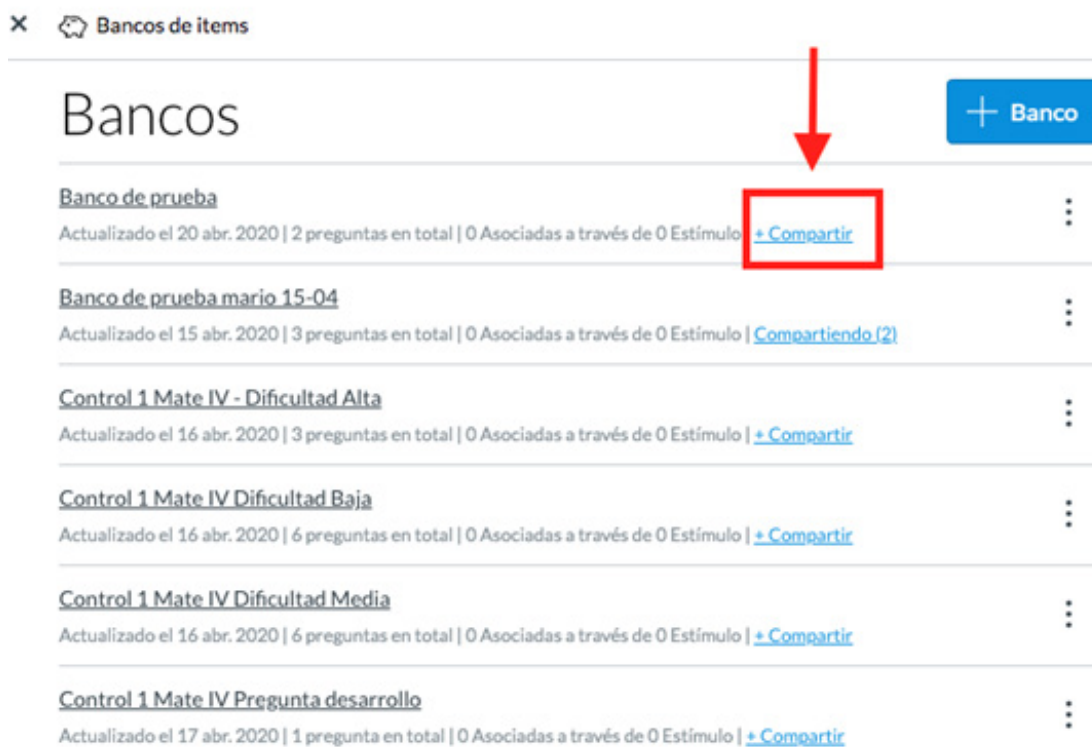 Bancos de items
Bancos
+ Banco
Banco de prueba
Actualizado el 20 abr. 2020 | 2 preguntas en total | 0 Asociadas a través de 0 Estímulo | + Compartir
Banco de prueba mario 15-04
Actualizado el 15 abr. 2020 | 3 preguntas en total | 0 Asociadas a través de 0 Estímulo | Compartiendo (2)
Control 1 Mate IV - Dificultad Alta
Actualizado el 16 abr. 2020 | 3 preguntas en total | 0 Asociadas a través de 0 Estímulo | + Compartir
Control 1 Mate IV Dificultad Baja
Actualizado el 16 abr. 2020 | 6 preguntas en total | 0 Asociadas a través de 0 Estímulo | + Compartir
Control 1 Mate IV Dificultad Media
Actualizado el 16 abr. 2020 | 6 preguntas en total | 0 Asociadas a través de 0 Estímulo | + Compartir
Control 1 Mate IV Pregunta desarrollo
Actualizado el 17 abr. 2020 | 1 pregunta en total | 0 Asociadas a través de 0 Estímulo | + Compartir